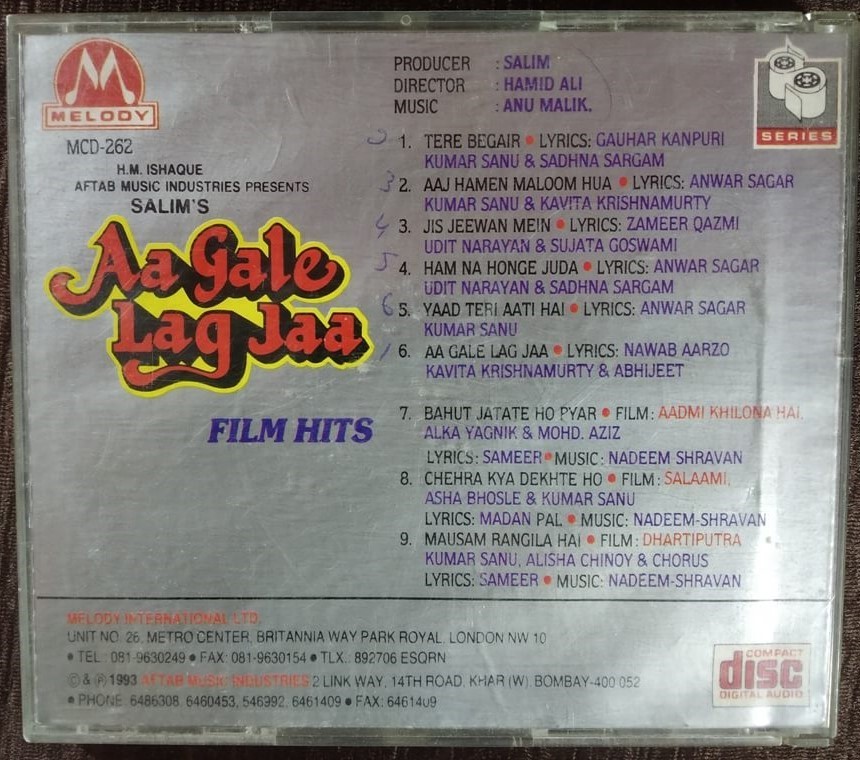 MELODY
MCD-262
H.M. ISHAQUE
AFTAB MUSIC INDUSTRIES PRESENTS
SALIM'S
Aa Gale
Lag Jaa
FILM HITS
PRODUCER : SALIM
DIRECTOR : HAMID ALI
MUSIC : ANU MALIK.
SERIES
1. TERE BEGAIR • LYRICS: GAUHAR KANPURI
KUMAR SANU & SADHNA SARGAM
3 2. AAJ HAMEN MALOOM HUA • LYRICS: ANWAR SAGAR
KUMAR SANU & KAVITA KRISHNAMURTY
4 3. JIS JEEWAN MEIN • LYRICS: ZAMEER QAZMI
UDIT NARAYAN & SUJATA GOSWAMI
5 4. HAM NA HONGE JUDA • LYRICS: ANWAR SAGAR
UDIT NARAYAN & SADHNA SARGAM
6 5. YAAD TERI AATI HAI • LYRICS: ANWAR SAGAR
KUMAR SANU
1 6. AA GALE LAG JAA • LYRICS: NAWAB AARZO
KAVITA KRISHNAMURTY & ABHIJEET
7. BAHUT JATATE HO PYAR • FILM: AADMI KHILONA HAI.
ALKA YAGNIK & MOHD. AZIZ
LYRICS: SAMEER • MUSIC: NADEEM SHRAVAN
8. CHEHRA KYA DEKHTE HO • FILM: SALAAMI,
ASHA BHOSLE & KUMAR SANU
LYRICS: MADAN PAL • MUSIC: NADEEM-SHRAVAN
9. MAUSAM RANGILA HAI • FILM: DHARTIPUTRA
KUMAR SANU, ALISHA CHINOY & CHORUS
LYRICS: SAMEER • MUSIC: NADEEM-SHRAVAN
MELODY INTERNATIONAL LTD.
UNIT NO. 26, METRO CENTER, BRITANNIA WAY PARK ROYAL, LONDON NW 10
• TEL.: 081-9630249 • FAX: 081-9630154 • TLX.: 892706 ESQRN
© & ℗ 1993 AFTAB MUSIC INDUSTRIES 2 LINK WAY, 14TH ROAD, KHAR (W), BOMBAY-400 052
• PHONE: 6486308, 6460453, 546992, 6461409 • FAX: 6461409
COMPACT
disc
DIGITAL AUDIO